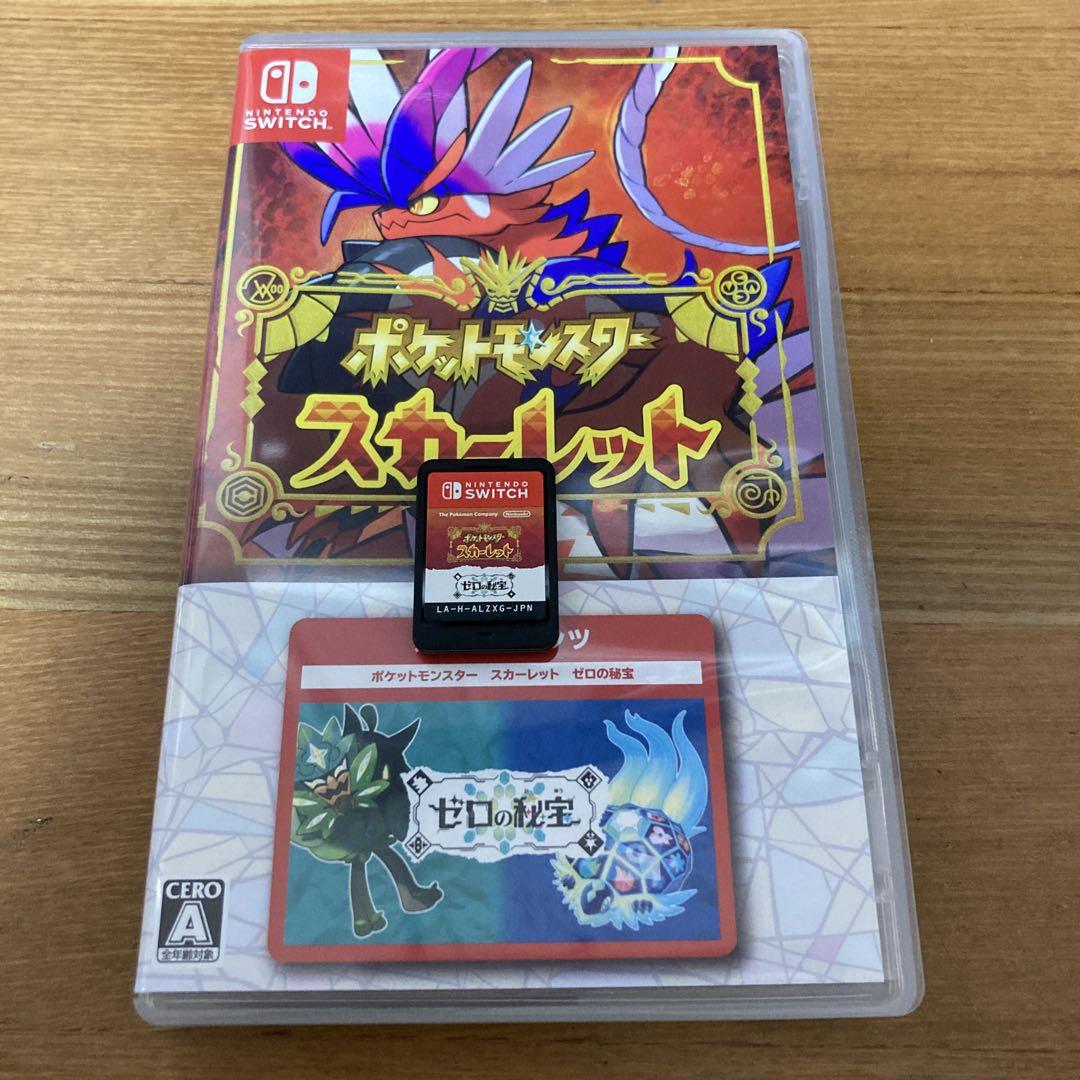 NINTENDO
SWITCH™
ポケットモンスター
スカーレット
NINTENDO
SWITCH
The Pokémon Company Nintendo
ポケットモンスター
スカーレット
ゼロの秘宝
LA-H-ALZXG-JPN
ポケットモンスター スカーレット ゼロの秘宝
ゼロの秘宝
CERO
A
全年齢対象